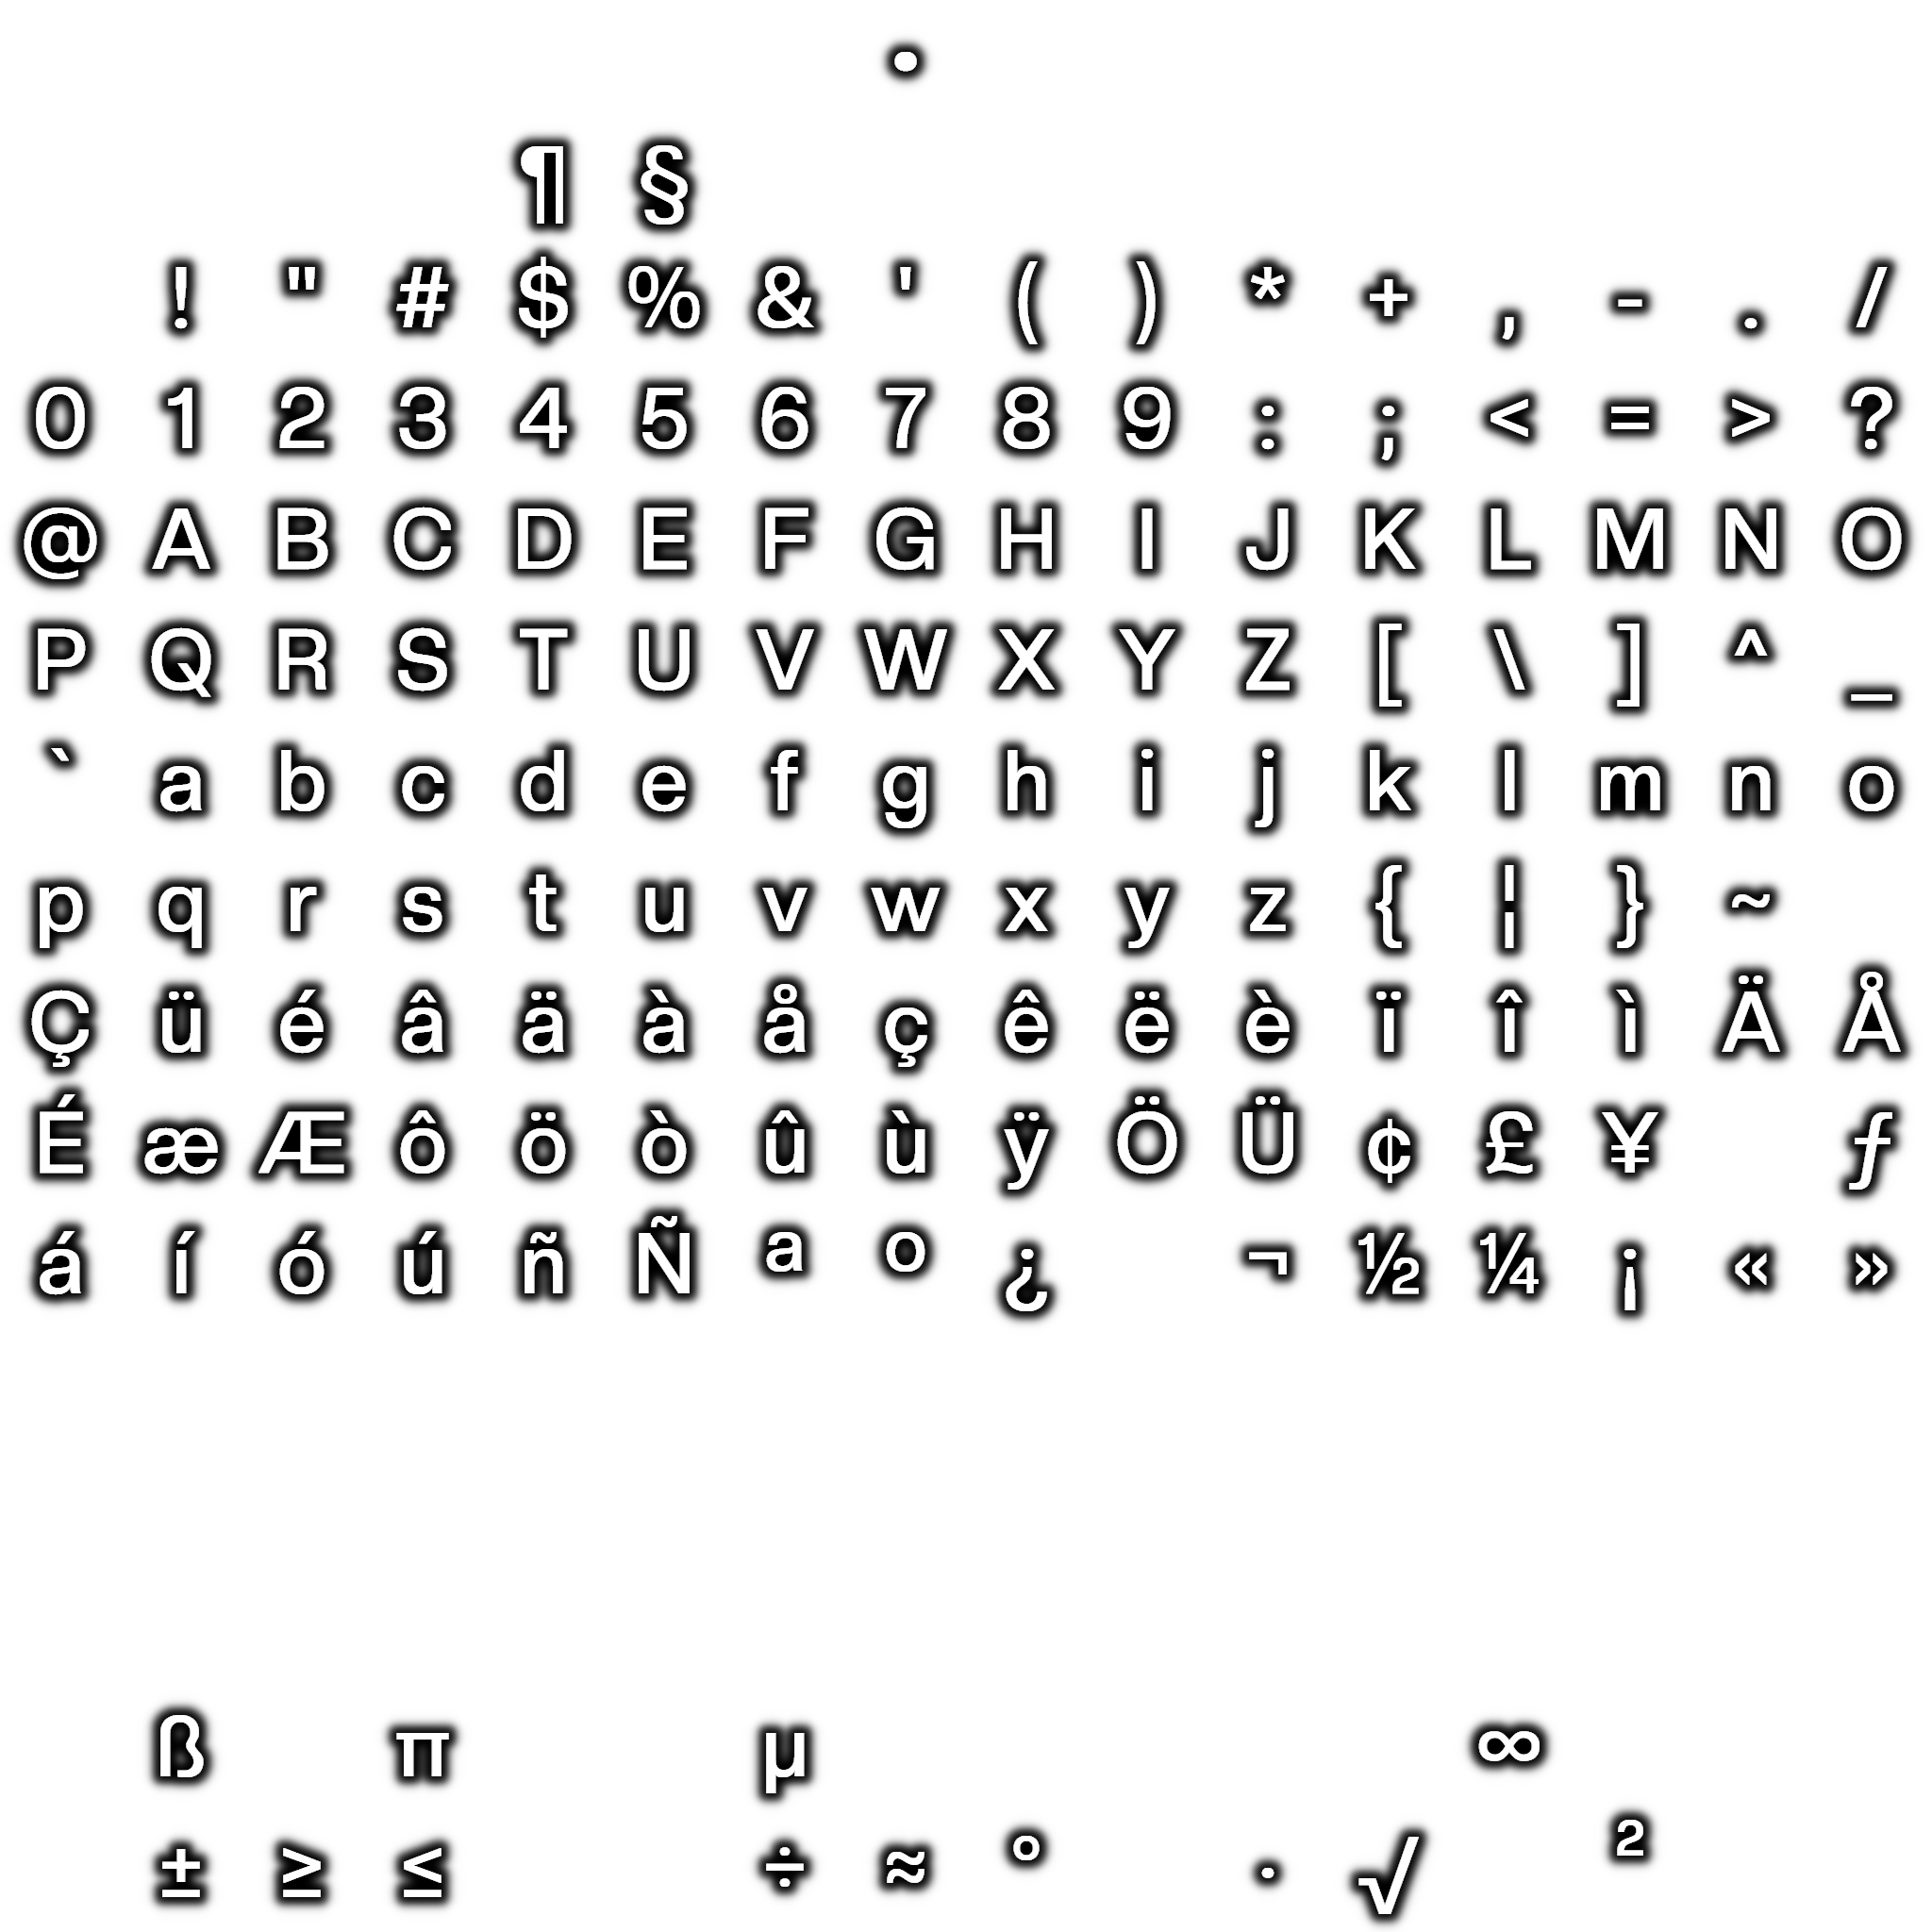 •
¶ §
! " # $ % & ' ( ) * + , - . /
0 1 2 3 4 5 6 7 8 9 : ; < = > ?
@ A B C D E F G H I J K L M N O
P Q R S T U V W X Y Z [ \ ] ^ _
` a b c d e f g h i j k l m n o
p q r s t u v w x y z { ¦ } ~
Ç ü é â ä à å ç ê ë è ï î ì Ä Å
É æ Æ ô ö ò û ù ÿ Ö Ü ¢ £ ¥ ƒ
á í ó ú ñ Ñ ª º ¿ ¬ ½ ¼ ¡ « »
ß π µ ∞
± ≥ ≤ ÷ ≈ ° · √ ²